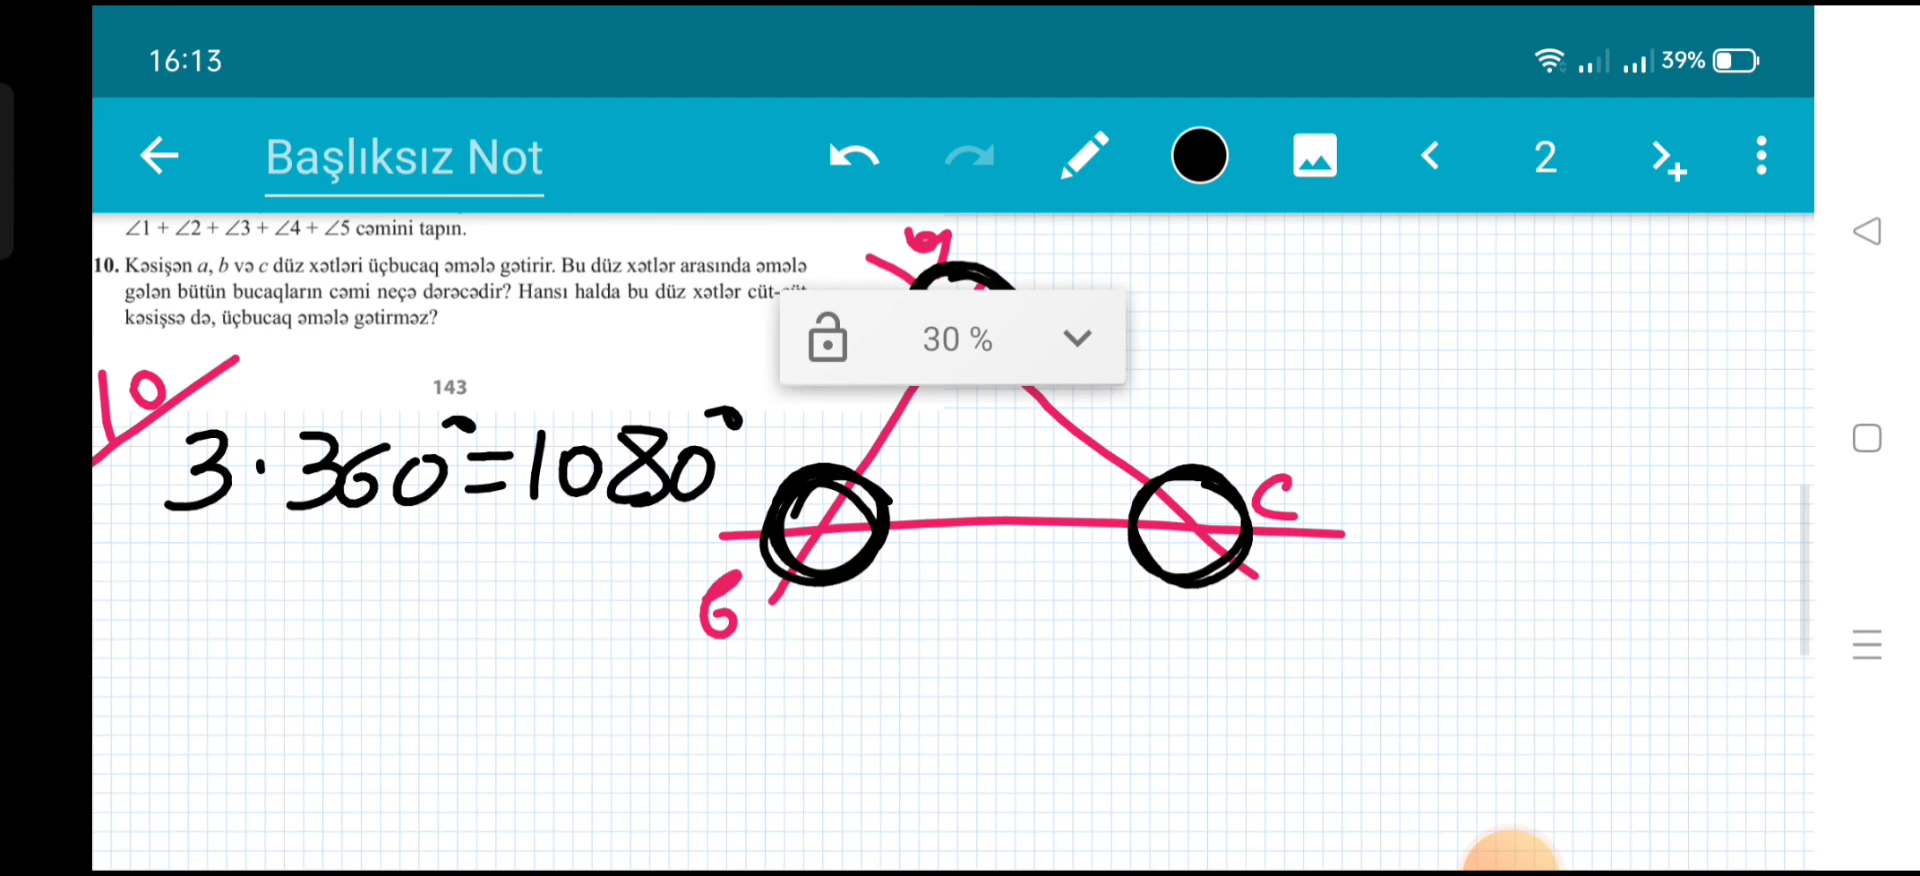 16:13
39%
Başlıksız Not
2
∠1 + ∠2 + ∠3 + ∠4 + ∠5 cəmini tapın.
10. Kəsişən a, b və c düz xətləri üçbucaq əmələ gətirir. Bu düz xətlər arasında əmələ
gələn bütün bucaqların cəmi neçə dərəcədir? Hansı halda bu düz xətlər cüt-
kəsişsə də, üçbucaq əmələ gətirməz?
30 %
143
10
3·360°=1080°
c
b